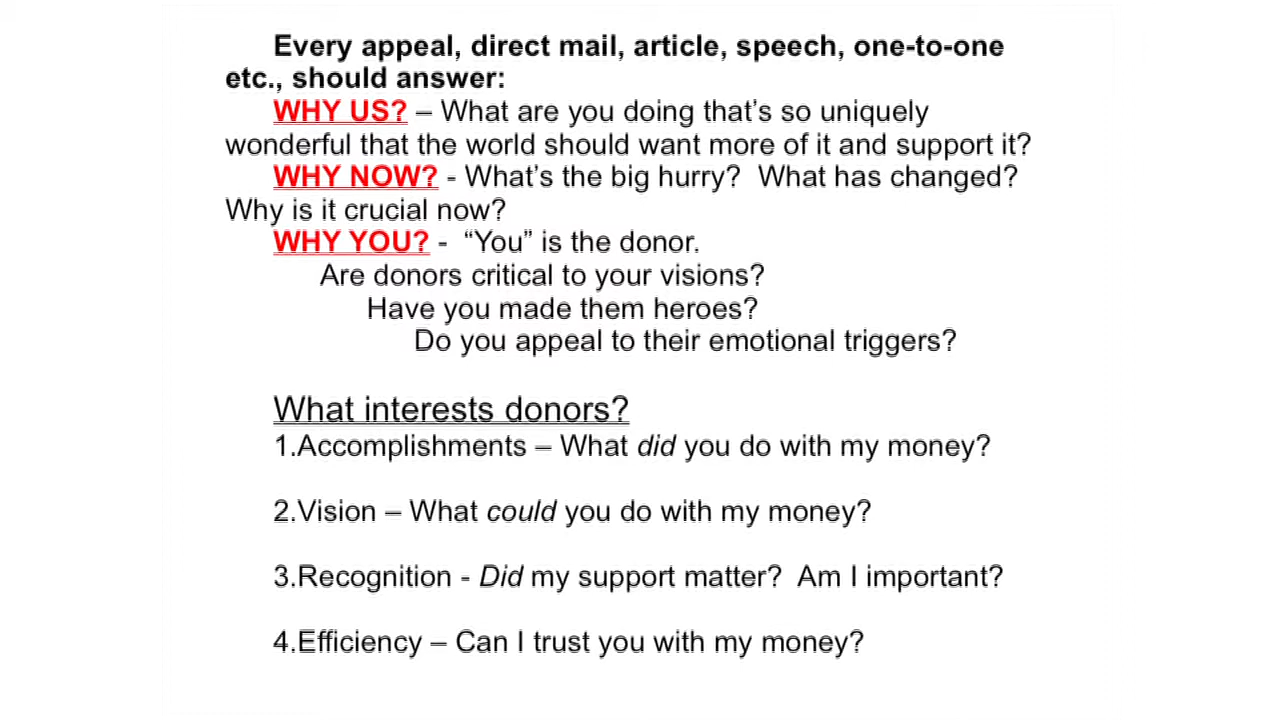 Every appeal, direct mail, article, speech, one-to-one
etc., should answer:
WHY US? – What are you doing that’s so uniquely
wonderful that the world should want more of it and support it?
WHY NOW? - What’s the big hurry?  What has changed?
Why is it crucial now?
WHY YOU? -  “You” is the donor.
Are donors critical to your visions?
Have you made them heroes?
Do you appeal to their emotional triggers?
What interests donors?
1.Accomplishments – What did you do with my money?
2.Vision – What could you do with my money?
3.Recognition - Did my support matter?  Am I important?
4.Efficiency – Can I trust you with my money?